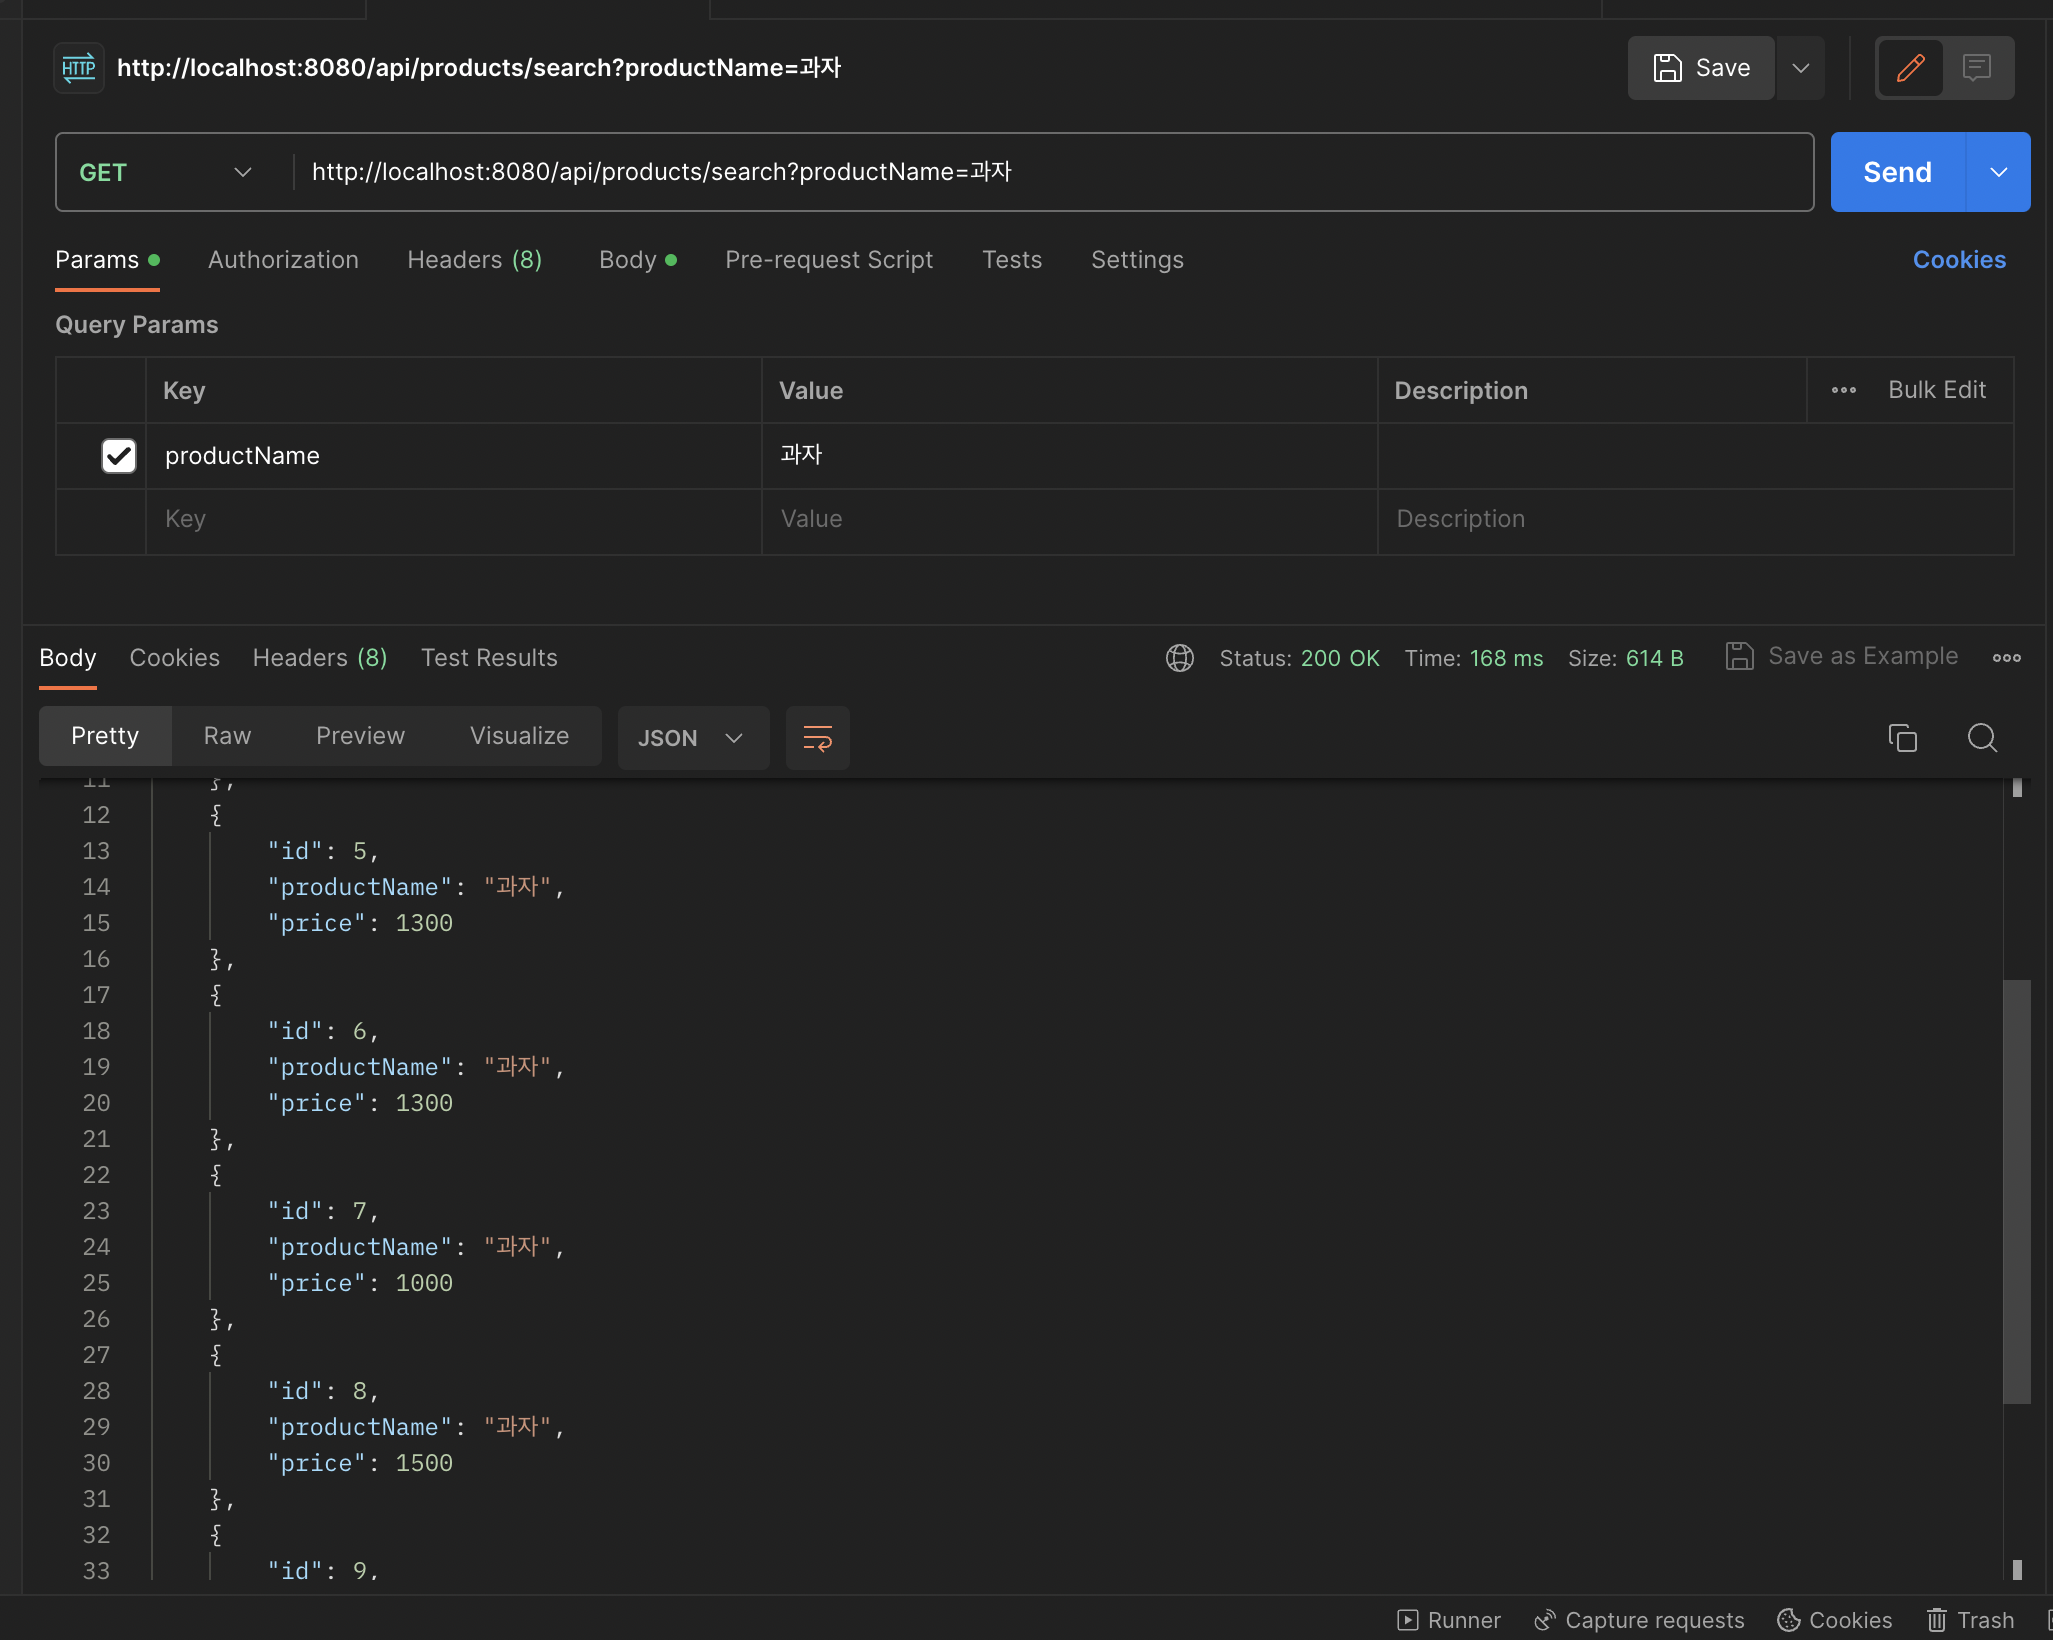 HTTP http://localhost:8080/api/products/search?productName=과자 Save
GET http://localhost:8080/api/products/search?productName=과자 Send
Params Authorization Headers (8) Body Pre-request Script Tests Settings Cookies
Query Params
Key Value Description Bulk Edit
productName 과자
Key Value Description
Body Cookies Headers (8) Test Results Status: 200 OK Time: 168 ms Size: 614 B Save as Example
Pretty Raw Preview Visualize JSON
11 },
12 {
13 "id": 5,
14 "productName": "과자",
15 "price": 1300
16 },
17 {
18 "id": 6,
19 "productName": "과자",
20 "price": 1300
21 },
22 {
23 "id": 7,
24 "productName": "과자",
25 "price": 1000
26 },
27 {
28 "id": 8,
29 "productName": "과자",
30 "price": 1500
31 },
32 {
33 "id": 9,
Runner Capture requests Cookies Trash